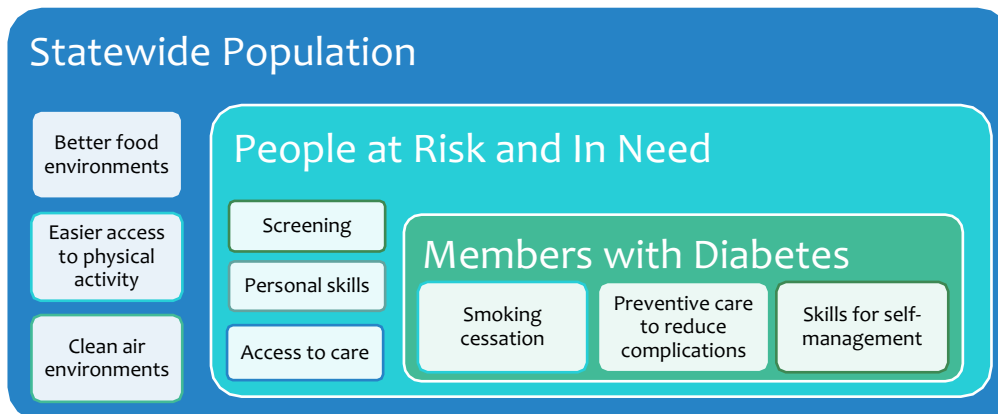 Statewide Population
Better food
environments
Easier access
to physical
activity
Clean air
environments
People at Risk and In Need
Screening
Personal skills
Access to care
Members with Diabetes
Smoking
cessation
Preventive care
to reduce
complications
Skills for self-
management